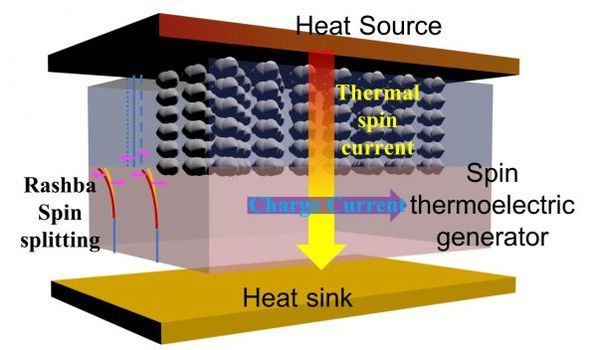 Heat Source
Thermal
spin
current
Rashba
Spin
splitting
Charge Current
Spin
thermoelectric
generator
Heat sink